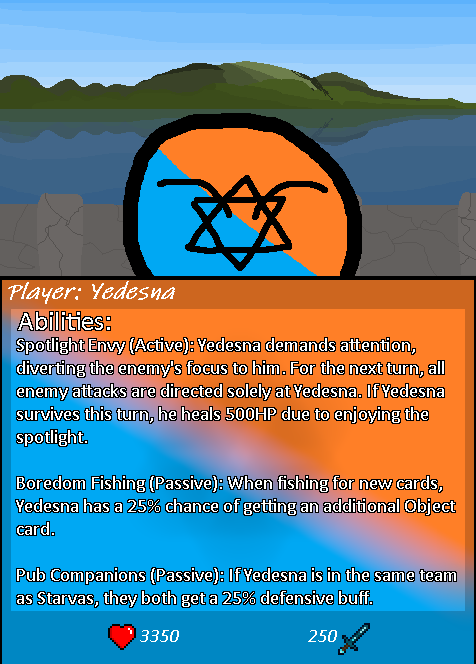 Player: Yedesna
Abilities:
Spotlight Envy (Active): Yedesna demands attention,
diverting the enemy's focus to him. For the next turn, all
enemy attacks are directed solely at Yedesna. If Yedesna
survives this turn, he heals 500HP due to enjoying the
spotlight.
Boredom Fishing (Passive): When fishing for new cards,
Yedesna has a 25% chance of getting an additional Object
card.
Pub Companions (Passive): If Yedesna is in the same team
as Starvas, they both get a 25% defensive buff.
3350 250